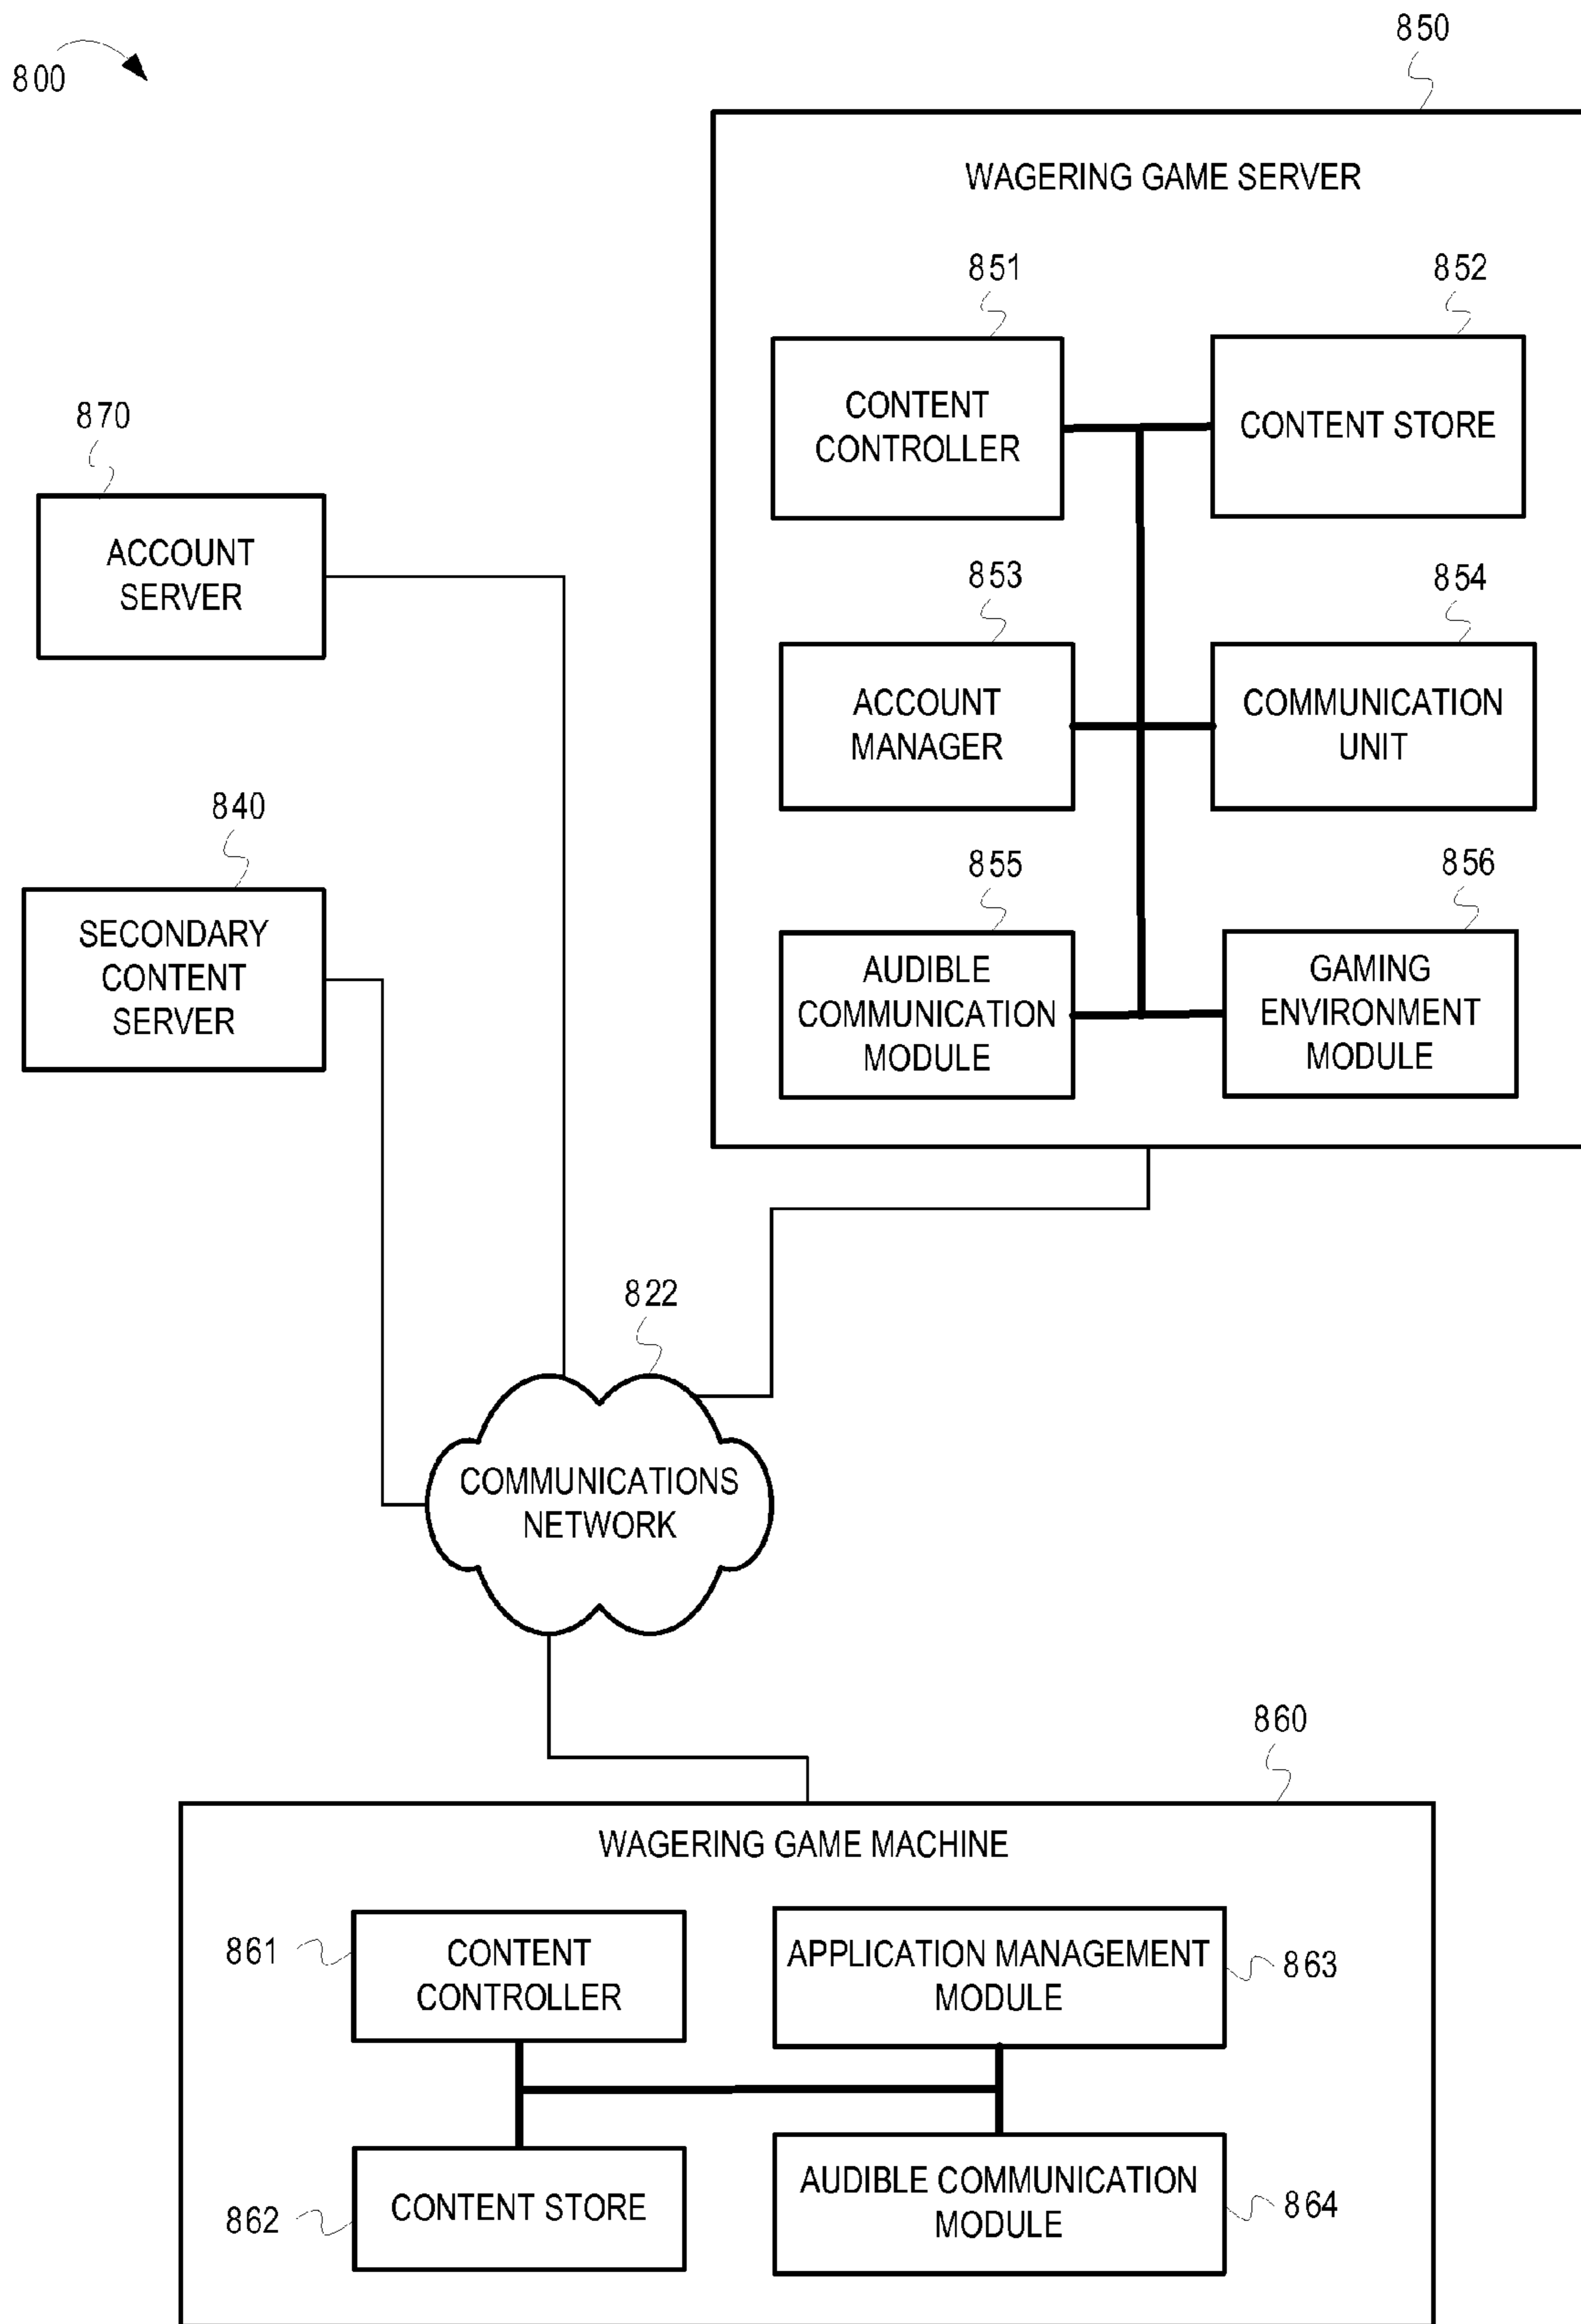 800
850
WAGERING GAME SERVER
851
852
CONTENT
CONTROLLER
CONTENT STORE
870
ACCOUNT
SERVER
853
854
ACCOUNT
MANAGER
COMMUNICATION
UNIT
840
SECONDARY
CONTENT
SERVER
855
856
AUDIBLE
COMMUNICATION
MODULE
GAMING
ENVIRONMENT
MODULE
822
COMMUNICATIONS
NETWORK
860
WAGERING GAME MACHINE
861
CONTENT
CONTROLLER
APPLICATION MANAGEMENT
MODULE
863
862
CONTENT STORE
AUDIBLE COMMUNICATION
MODULE
864